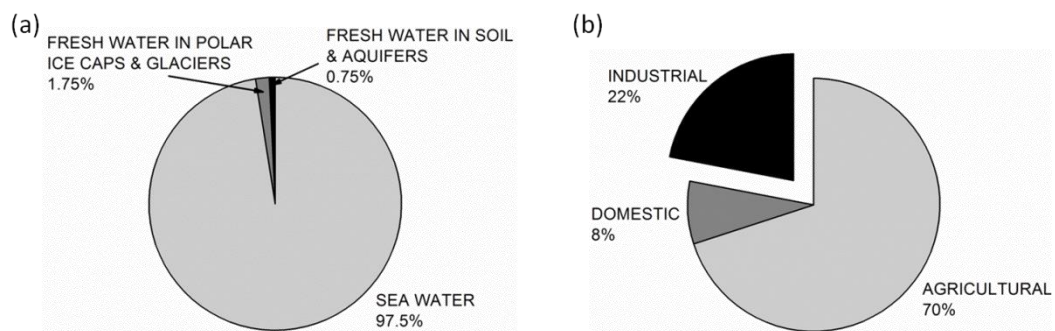 (a)
FRESH WATER IN POLAR
ICE CAPS & GLACIERS
1.75%
FRESH WATER IN SOIL
& AQUIFERS
0.75%
SEA WATER
97.5%
(b)
INDUSTRIAL
22%
DOMESTIC
8%
AGRICULTURAL
70%